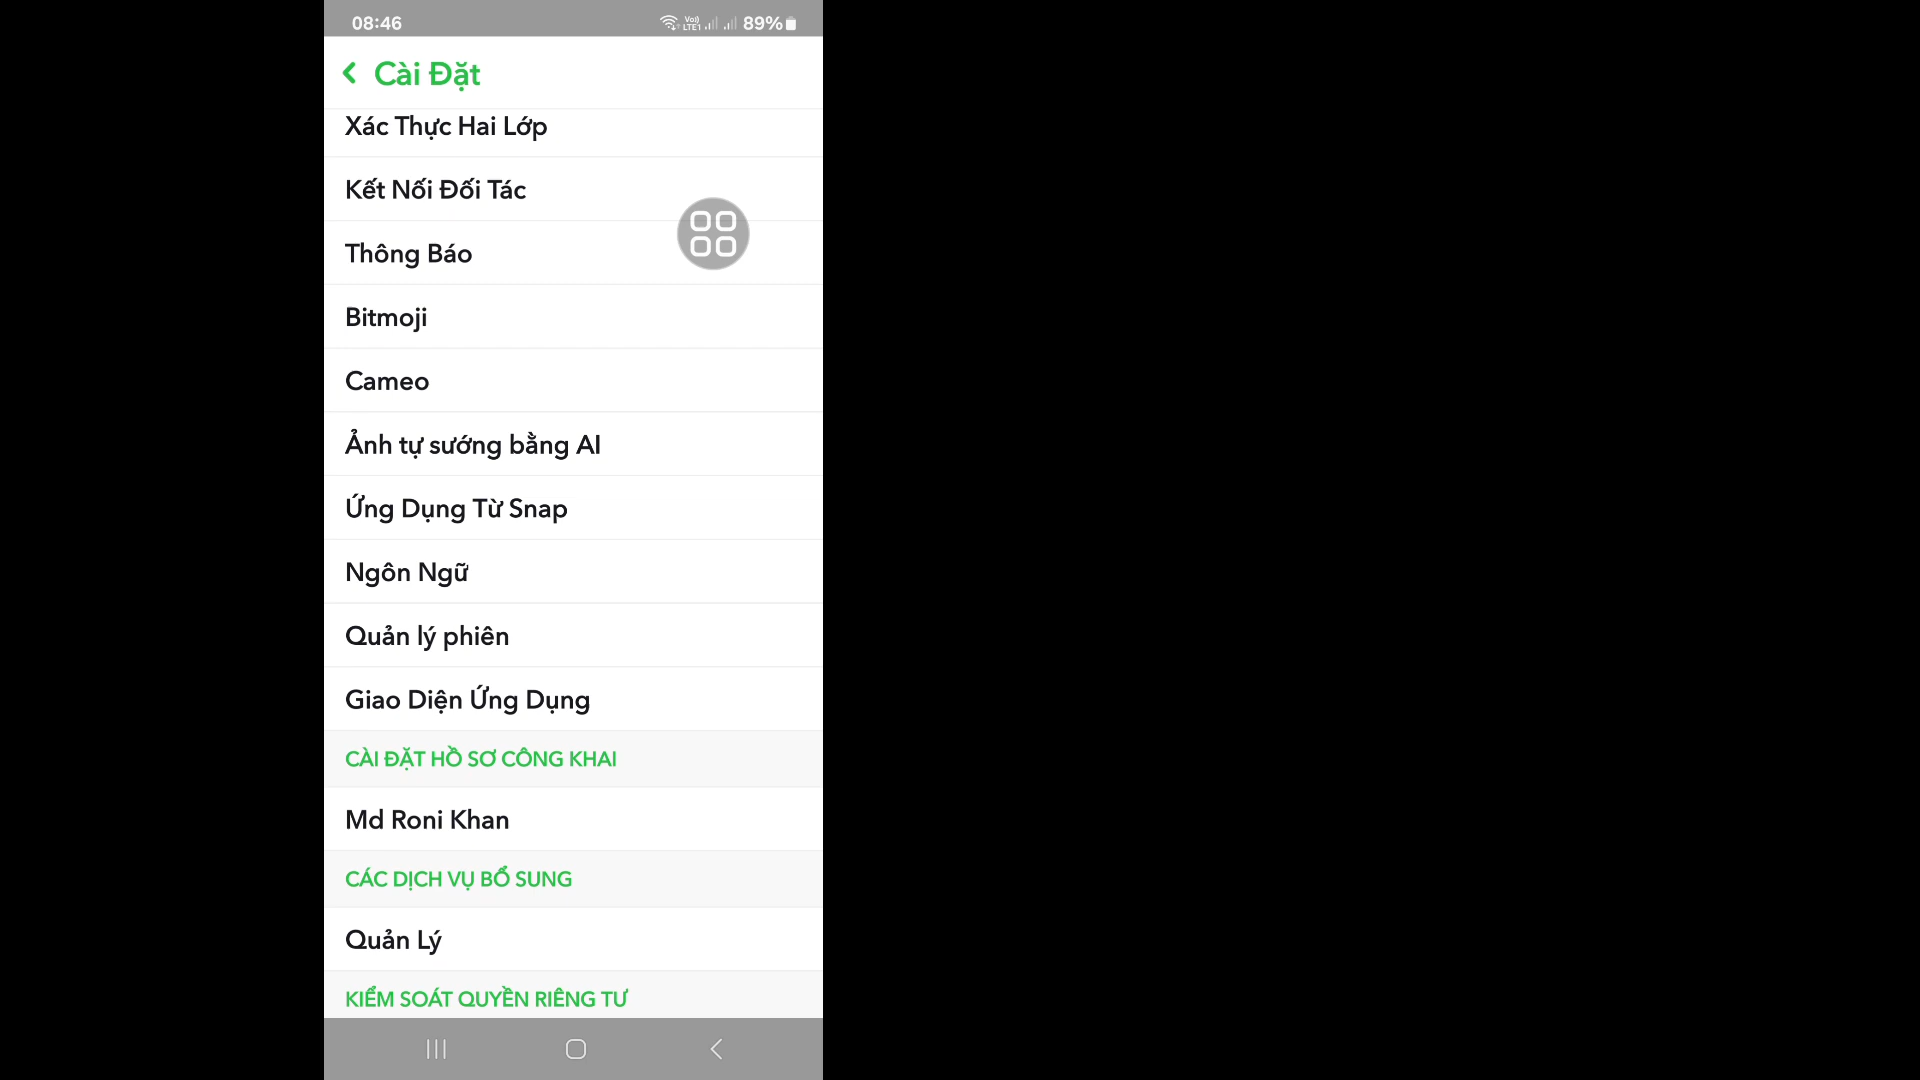 08:46 Vo)) LTE1 89%
Cài Đặt
Xác Thực Hai Lớp
Kết Nối Đối Tác
Thông Báo
Bitmoji
Cameo
Ảnh tự sướng bằng AI
Ứng Dụng Từ Snap
Ngôn Ngữ
Quản lý phiên
Giao Diện Ứng Dụng
CÀI ĐẶT HỒ SƠ CÔNG KHAI
Md Roni Khan
CÁC DỊCH VỤ BỔ SUNG
Quản Lý
KIỂM SOÁT QUYỀN RIÊNG TƯ